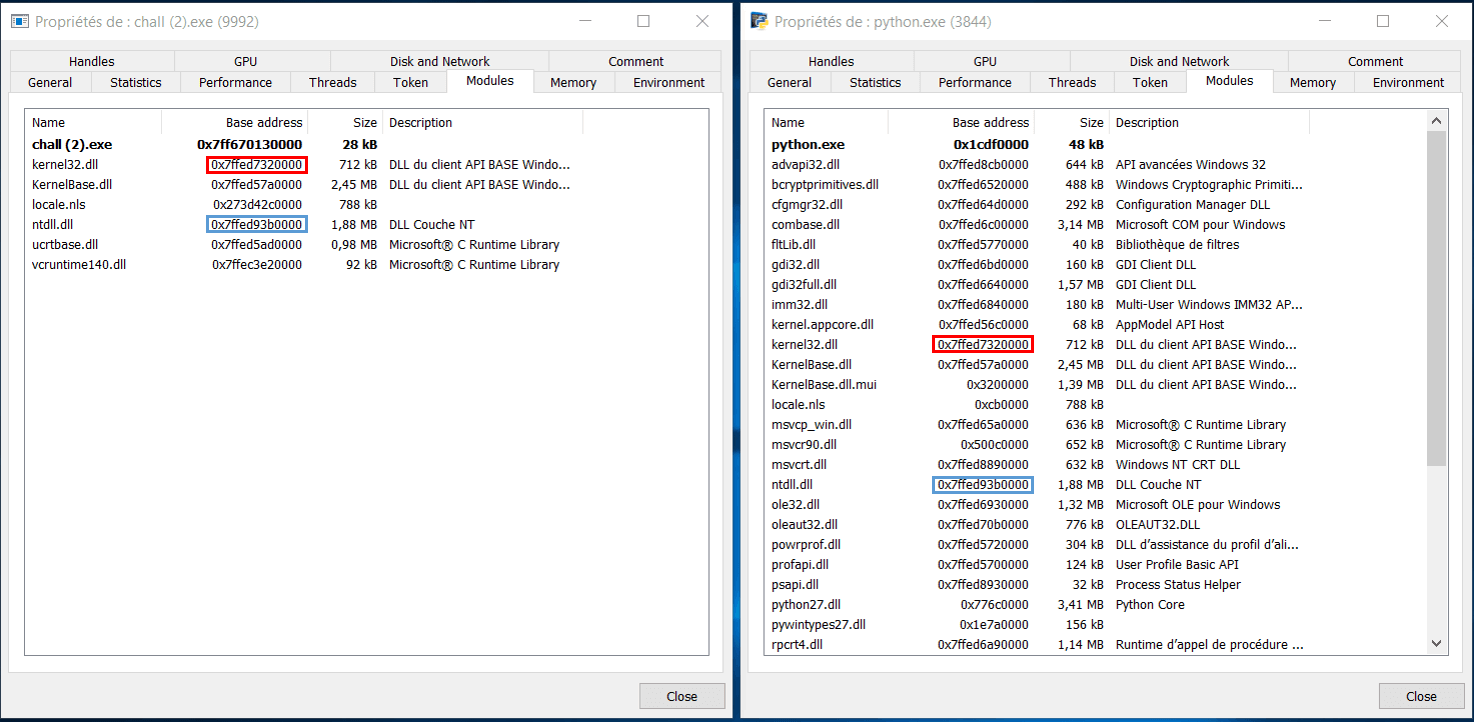 Propriétés de : chall (2).exe (9992)
Handles GPU Disk and Network Comment
General Statistics Performance Threads Token Modules Memory Environment
Name Base address Size Description
chall (2).exe 0x7ff670130000 28 kB
kernel32.dll 0x7ffed7320000 712 kB DLL du client API BASE Windo...
KernelBase.dll 0x7ffed57a0000 2,45 MB DLL du client API BASE Windo...
locale.nls 0x273d42c0000 788 kB
ntdll.dll 0x7ffed93b0000 1,88 MB DLL Couche NT
ucrtbase.dll 0x7ffed5ad0000 0,98 MB Microsoft® C Runtime Library
vcruntime140.dll 0x7ffec3e20000 92 kB Microsoft® C Runtime Library
Close
Propriétés de : python.exe (3844)
Handles GPU Disk and Network Comment
General Statistics Performance Threads Token Modules Memory Environment
Name Base address Size Description
python.exe 0x1cdf0000 48 kB
advapi32.dll 0x7ffed8cb0000 644 kB API avancées Windows 32
bcryptprimitives.dll 0x7ffed6520000 488 kB Windows Cryptographic Primiti...
cfgmgr32.dll 0x7ffed64d0000 292 kB Configuration Manager DLL
combase.dll 0x7ffed6c00000 3,14 MB Microsoft COM pour Windows
fltLib.dll 0x7ffed5770000 40 kB Bibliothèque de filtres
gdi32.dll 0x7ffed6bd0000 160 kB GDI Client DLL
gdi32full.dll 0x7ffed6640000 1,57 MB GDI Client DLL
imm32.dll 0x7ffed6840000 180 kB Multi-User Windows IMM32 AP...
kernel.appcore.dll 0x7ffed56c0000 68 kB AppModel API Host
kernel32.dll 0x7ffed7320000 712 kB DLL du client API BASE Windo...
KernelBase.dll 0x7ffed57a0000 2,45 MB DLL du client API BASE Windo...
KernelBase.dll.mui 0x3200000 1,39 MB DLL du client API BASE Windo...
locale.nls 0xcb0000 788 kB
msvcp_win.dll 0x7ffed65a0000 636 kB Microsoft® C Runtime Library
msvcr90.dll 0x500c0000 652 kB Microsoft® C Runtime Library
msvcrt.dll 0x7ffed8890000 632 kB Windows NT CRT DLL
ntdll.dll 0x7ffed93b0000 1,88 MB DLL Couche NT
ole32.dll 0x7ffed6930000 1,32 MB Microsoft OLE pour Windows
oleaut32.dll 0x7ffed70b0000 776 kB OLEAUT32.DLL
powrprof.dll 0x7ffed5720000 304 kB DLL d’assistance du profil d’ali...
profapi.dll 0x7ffed5700000 124 kB User Profile Basic API
psapi.dll 0x7ffed8930000 32 kB Process Status Helper
python27.dll 0x776c0000 3,41 MB Python Core
pywintypes27.dll 0x1e7a0000 156 kB
rpcrt4.dll 0x7ffed6a90000 1,14 MB Runtime d’appel de procédure ...
Close